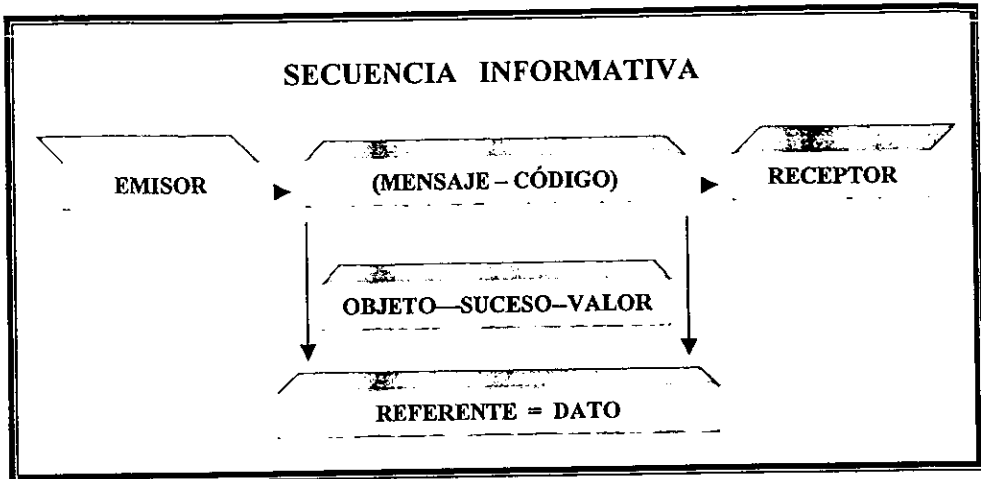 SECUENCIA INFORMATIVA
EMISOR
(MENSAJE – CÓDIGO)
RECEPTOR
OBJETO—SUCESO–VALOR
REFERENTE = DATO